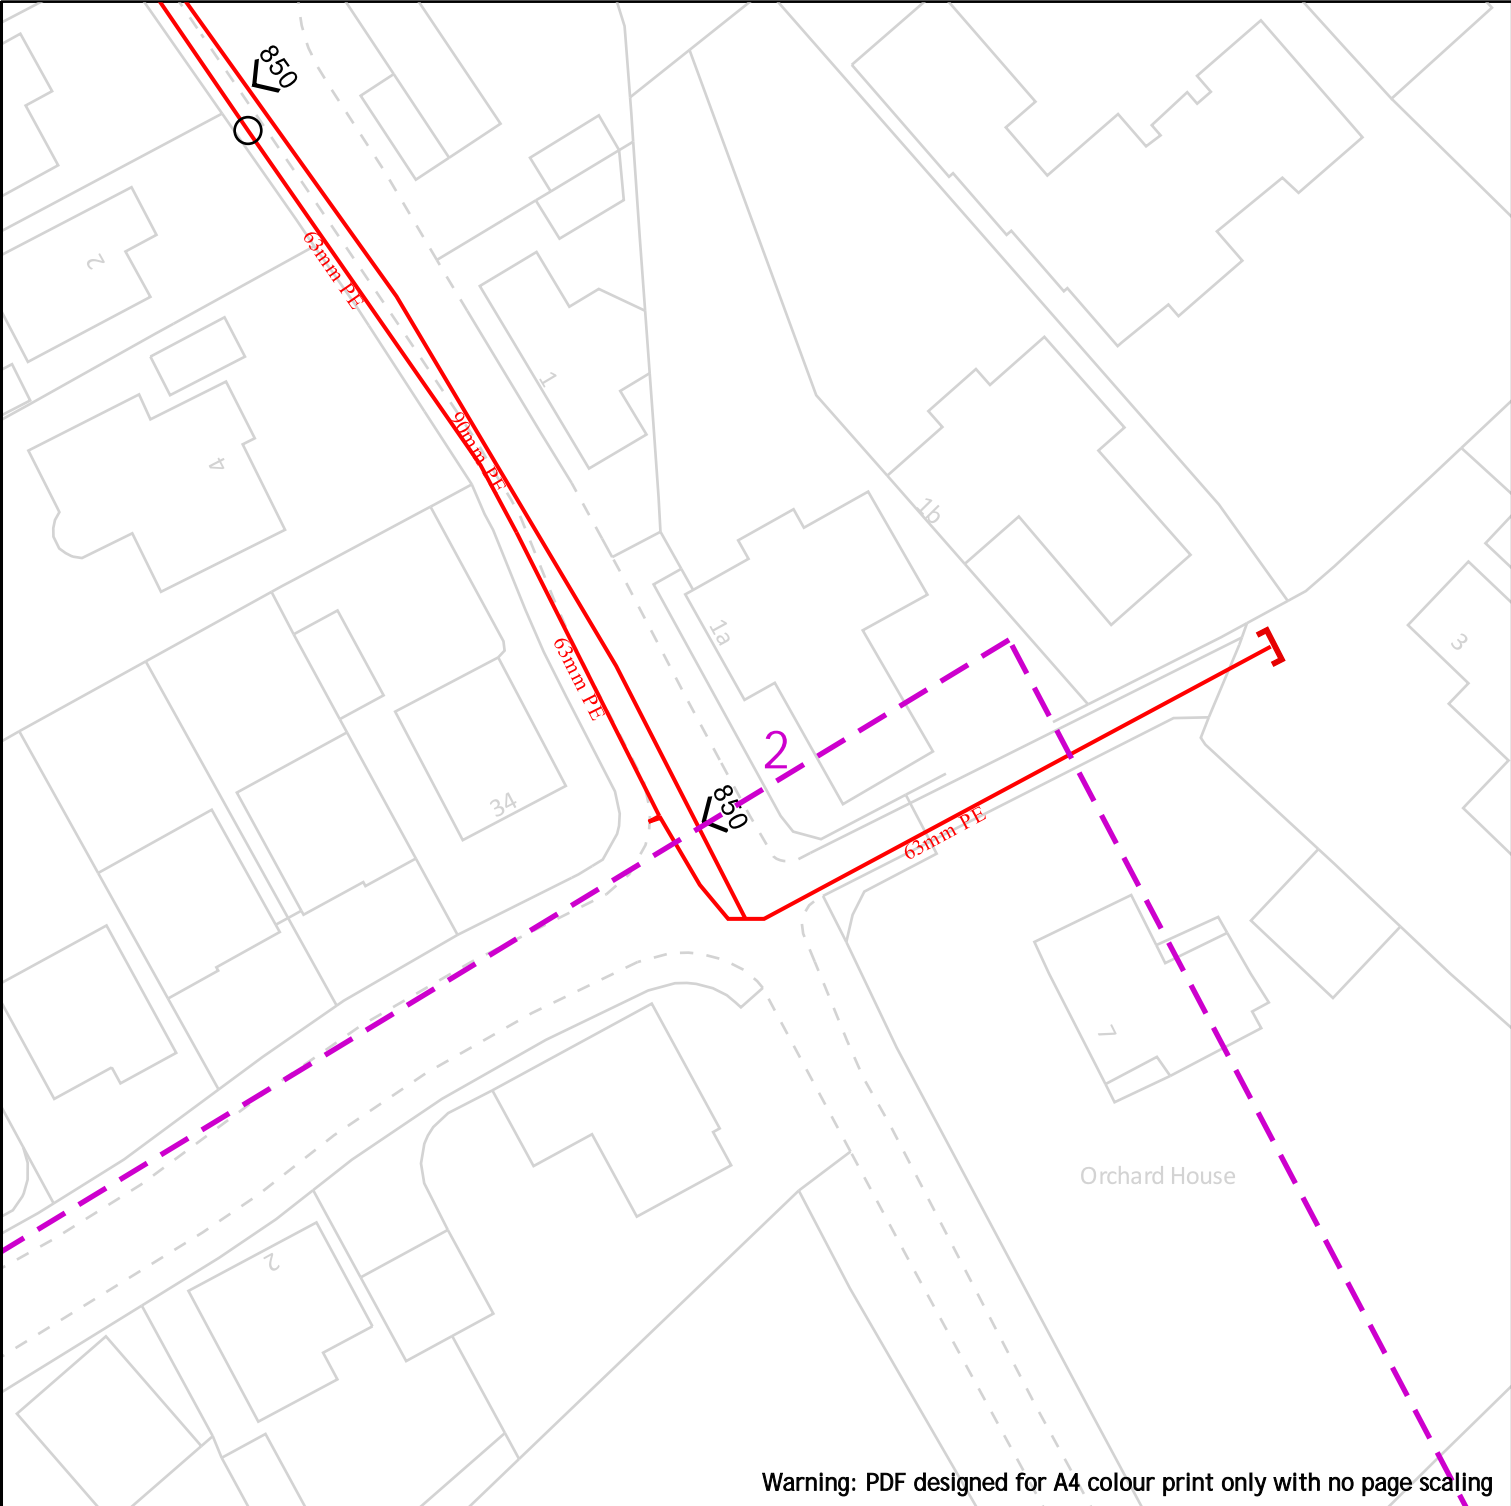 850
63mm PE
2
1
90mm PE
4
1b
1a
3
63mm PE
2
34
850
63mm PE
7
Orchard House
2
Warning: PDF designed for A4 colour print only with no page scaling